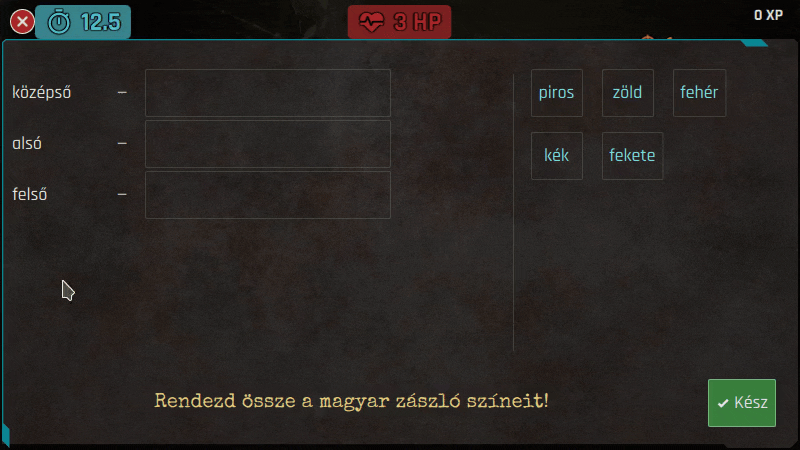 12.5
3 HP
0 XP
középső –
alsó –
felső –
piros zöld fehér
kék fekete
Rendezd össze a magyar zászló színeit!
Kész